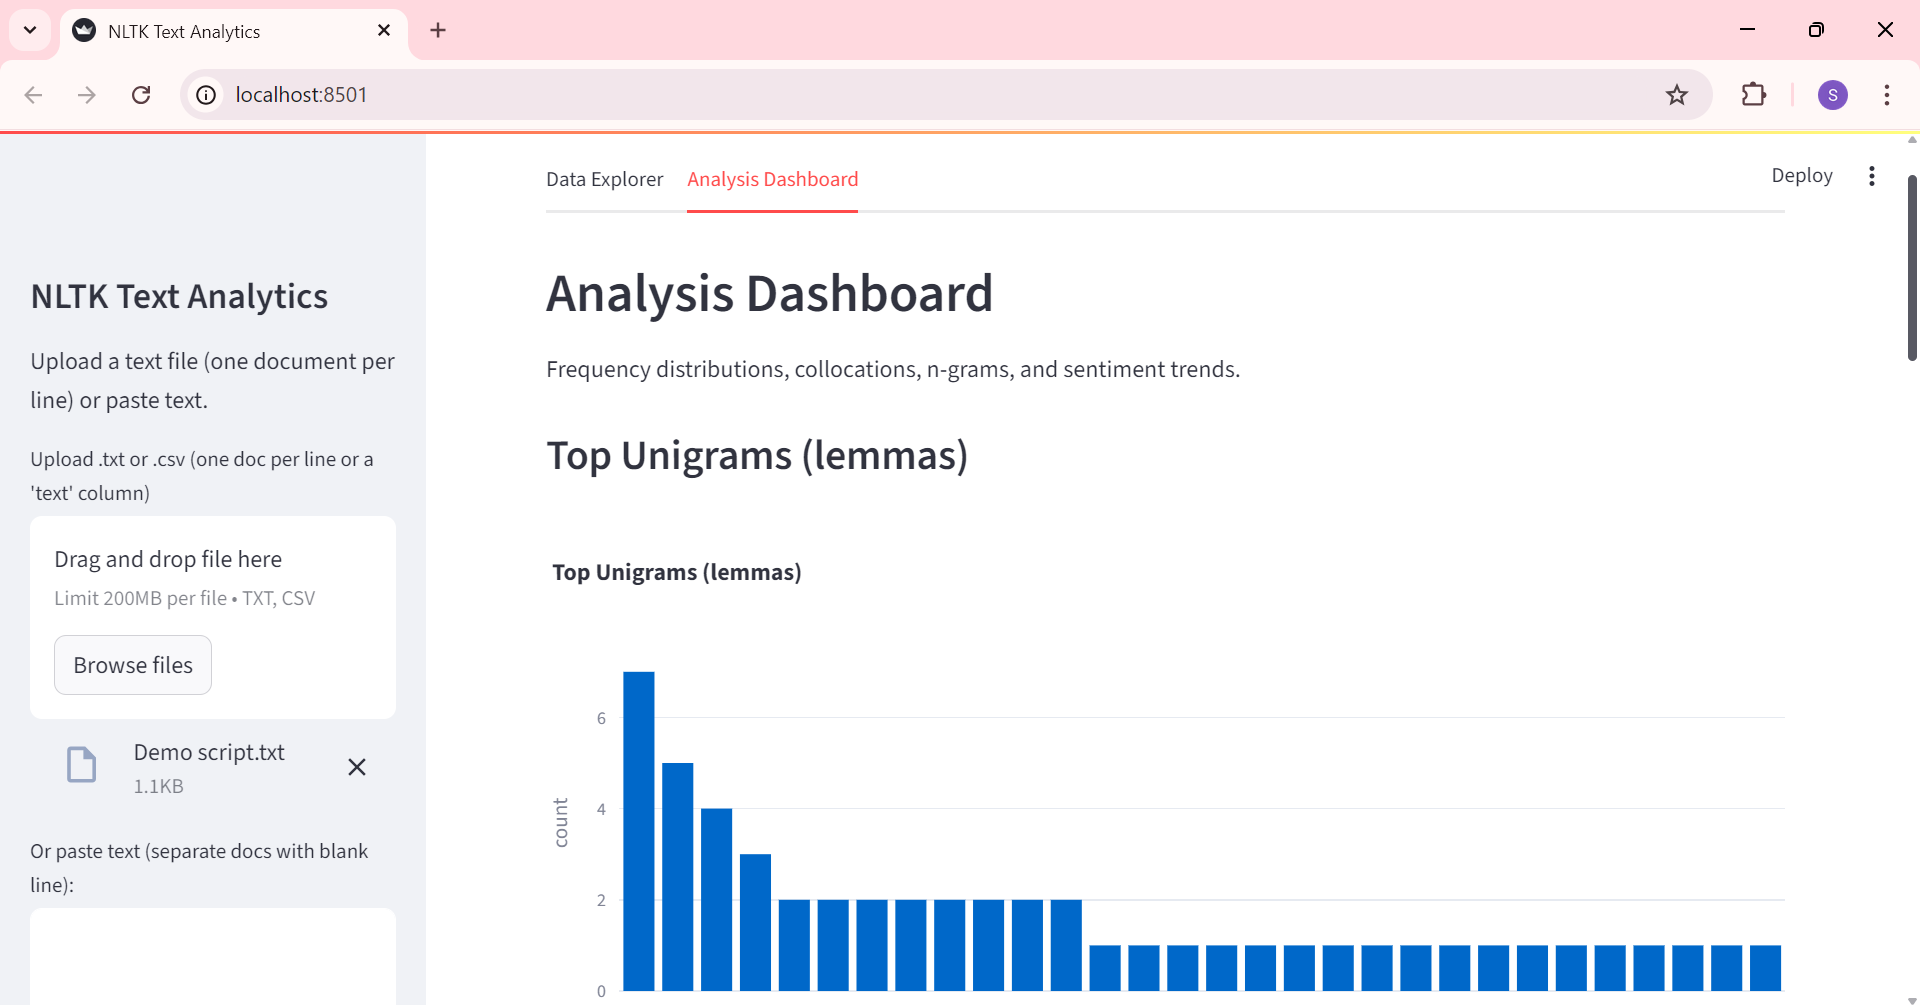 NLTK Text Analytics
localhost:8501
S
Data Explorer
Analysis Dashboard
Deploy
NLTK Text Analytics
Upload a text file (one document per
line) or paste text.
Upload .txt or .csv (one doc per line or a
'text' column)
Drag and drop file here
Limit 200MB per file • TXT, CSV
Browse files
Demo script.txt
1.1KB
Or paste text (separate docs with blank
line):
Analysis Dashboard
Frequency distributions, collocations, n-grams, and sentiment trends.
Top Unigrams (lemmas)
Top Unigrams (lemmas)
count
6
4
2
0